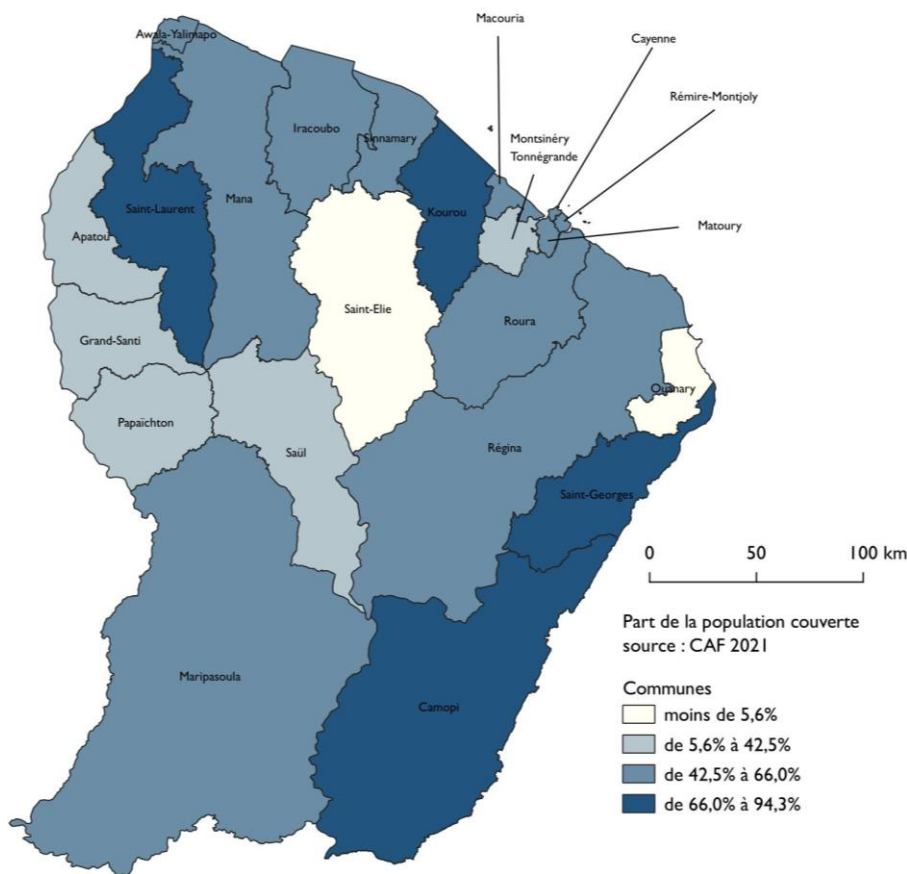 Macouria
Cayenne
Awala-Yalimapo
Rémire-Montjoly
Iracoubo
Sinnamary
Montsinéry
Tonnégrande
Mana
Saint-Laurent
Kourou
Matoury
Apatou
Saint-Elie
Roura
Grand-Santi
Ouanary
Papaïchton
Saül
Régina
Saint-Georges
0 50 100 km
Part de la population couverte
source : CAF 2021
Maripasoula
Communes
Camopi
moins de 5,6%
de 5,6% à 42,5%
de 42,5% à 66,0%
de 66,0% à 94,3%